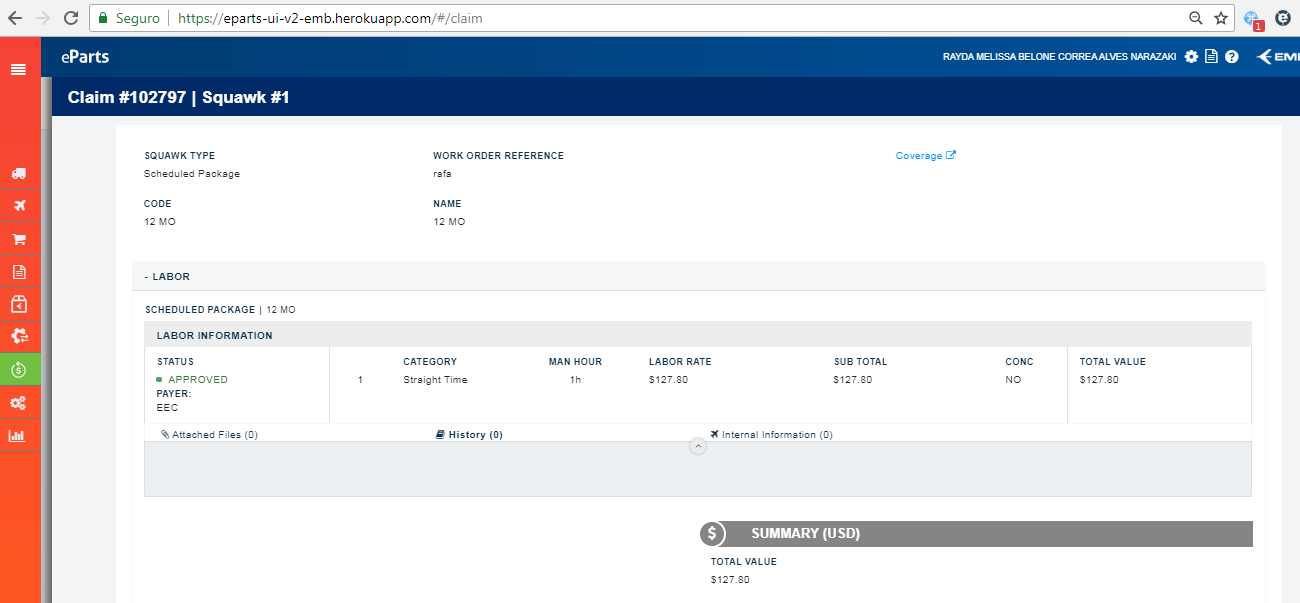 Seguro
https://eparts-ui-v2-emb.herokuapp.com/#/claim
1
eParts
RAYDA MELISSA BELONE CORREA ALVES NARAZAKI
Claim #102797 | Squawk #1
SQUAWK TYPE WORK ORDER REFERENCE Coverage
Scheduled Package rafa
CODE NAME
12 MO 12 MO
- LABOR
SCHEDULED PACKAGE | 12 MO
LABOR INFORMATION
STATUS CATEGORY MAN HOUR LABOR RATE SUB TOTAL CONC TOTAL VALUE
APPROVED 1 Straight Time 1h $127.80 $127.80 NO $127.80
PAYER:
EEC
Attached Files (0) History (0) Internal Information (0)
$ SUMMARY (USD)
TOTAL VALUE
$127.80